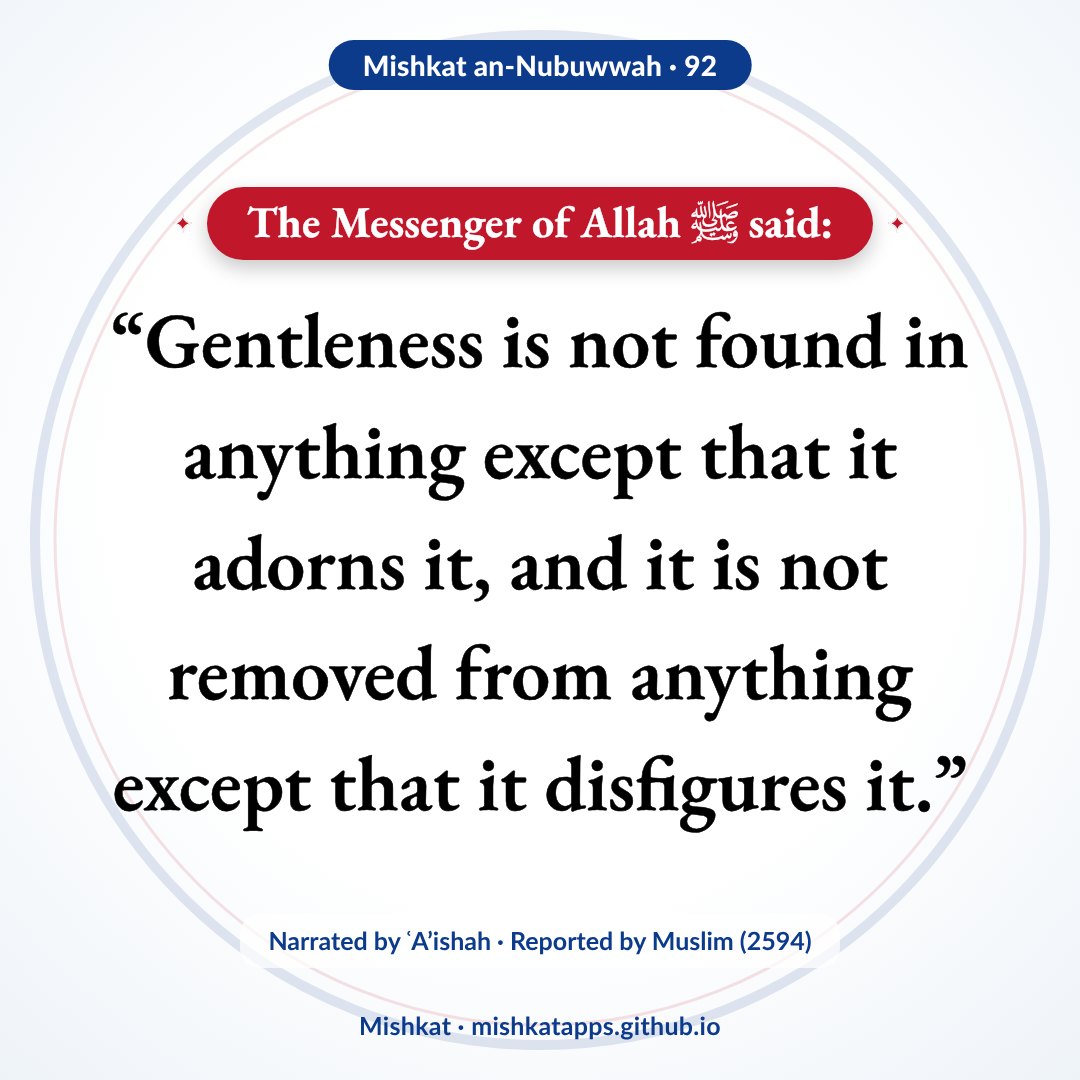 Mishkat an-Nubuwwah · 92
The Messenger of Allah ﷺ said:
“Gentleness is not found in
anything except that it
adorns it, and it is not
removed from anything
except that it disfigures it.”
Narrated by ʿA’ishah · Reported by Muslim (2594)
Mishkat · mishkatapps.github.io